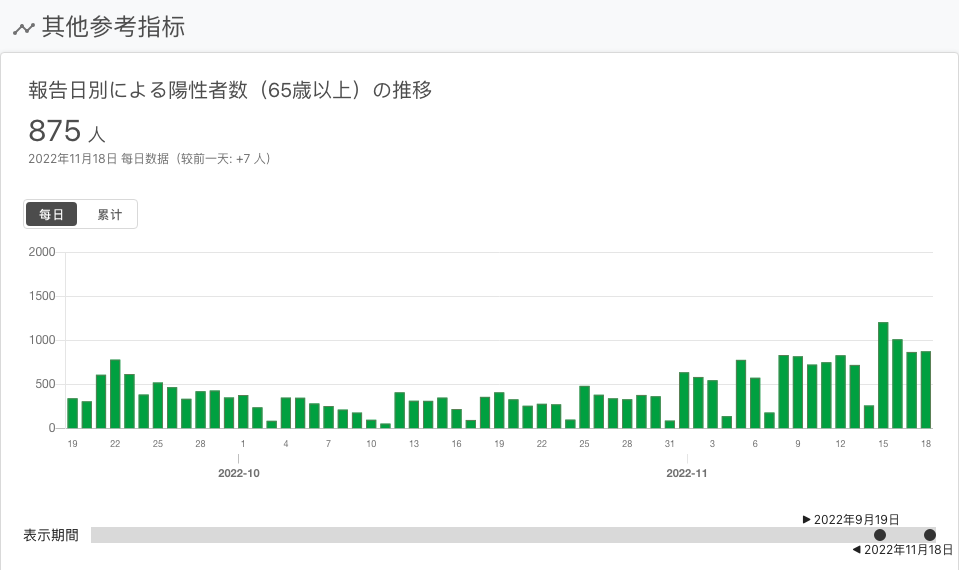 其他参考指标
報告日別による陽性者数（65歳以上）の推移
875 人
2022年11月18日 每日数据（较前一天: +7 人）
每日 累计
2000
1500
1000
500
0
19 22 25 28 1 4 7 10 13 16 19 22 25 28 31 3 6 9 12 15 18
2022-10 2022-11
2022年9月19日
表示期間
2022年11月18日